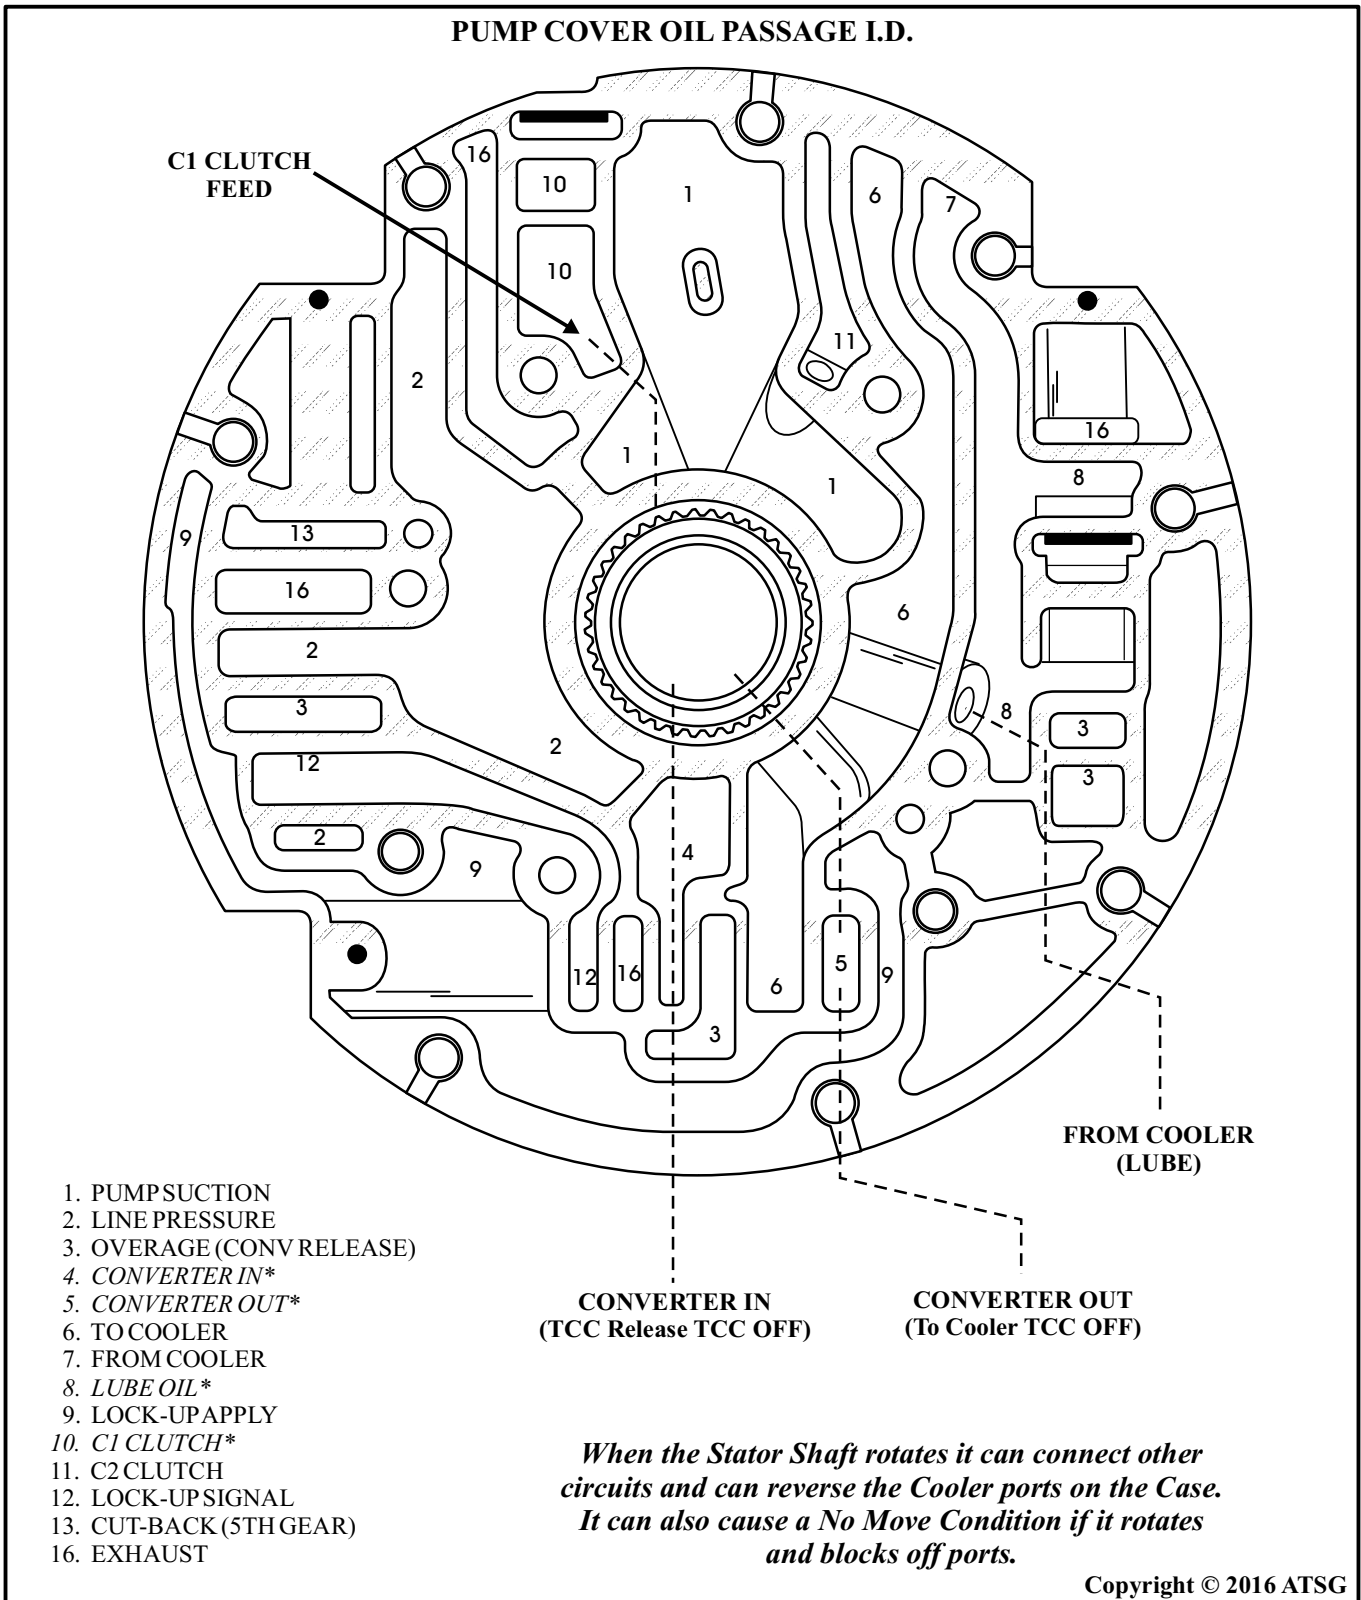 PUMP COVER OIL PASSAGE I.D.
C1 CLUTCH
FEED
16
10
1
6
7
10
11
2
16
1
8
1
9
13
16
6
2
3
8
3
2
12
3
2
4
9
5
12
16
9
6
3
FROM COOLER
(LUBE)
1. PUMP SUCTION
2. LINE PRESSURE
3. OVERAGE (CONV RELEASE)
4. CONVERTER IN*
5. CONVERTER OUT*
6. TO COOLER
7. FROM COOLER
8. LUBE OIL*
9. LOCK-UP APPLY
10. C1 CLUTCH*
11. C2 CLUTCH
12. LOCK-UP SIGNAL
13. CUT-BACK (5TH GEAR)
16. EXHAUST
CONVERTER IN
(TCC Release TCC OFF)
CONVERTER OUT
(To Cooler TCC OFF)
When the Stator Shaft rotates it can connect other
circuits and can reverse the Cooler ports on the Case.
It can also cause a No Move Condition if it rotates
and blocks off ports.
Copyright © 2016 ATSG